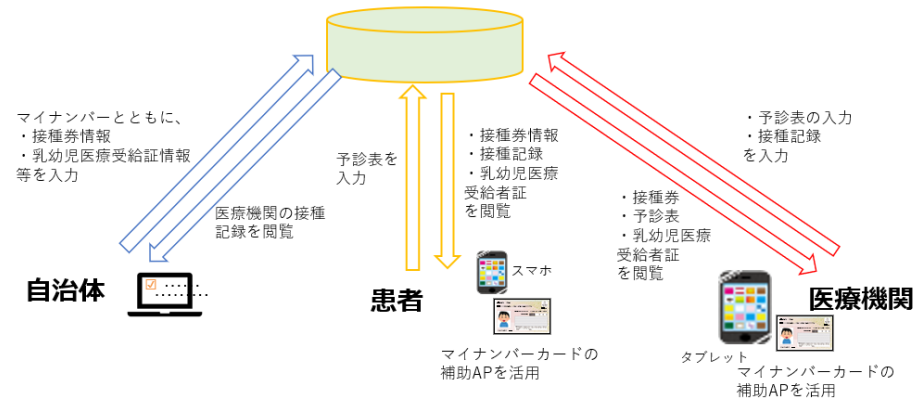 マイナンバーとともに、
・接種券情報
・乳幼児医療受給証情報
等を入力
医療機関の接種
記録を閲覧
自治体
予診表を
入力
・接種券情報
・接種記録
・乳幼児医療
受給者証
を閲覧
患者
スマホ
マイナンバーカードの
補助APを活用
・予診表の入力
・接種記録
を入力
・接種券
・予診表
・乳幼児医療
受給者証
を閲覧
医療機関
タブレット
マイナンバーカードの
補助APを活用